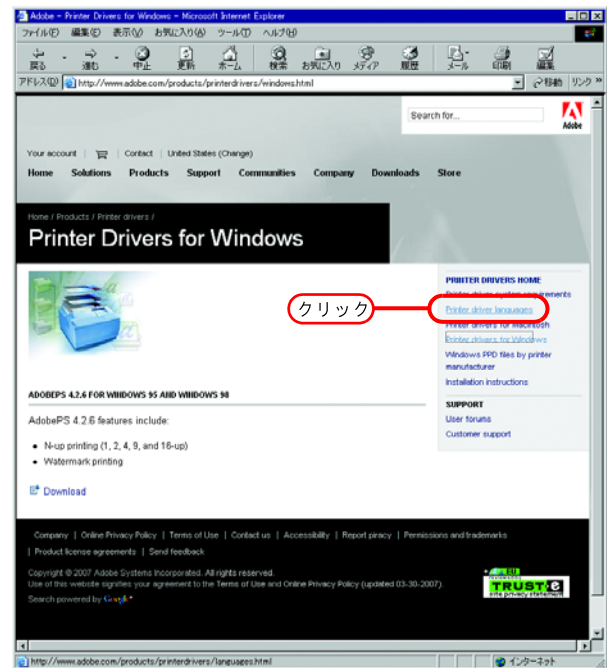 Adobe - Printer Drivers for Windows - Microsoft Internet Explorer
ファイル(F) 編集(E) 表示(V) お気に入り(A) ツール(T) ヘルプ(H)
戻る 進む 中止 更新 ホーム 検索 お気に入り メディア 履歴 メール 印刷 編集
アドレス(D) http://www.adobe.com/products/printerdrivers/windows.html 移動 リンク »
Search for...
Adobe
Your account | Contact | United States (Change)
Home Solutions Products Support Communities Company Downloads Store
Home / Products / Printer drivers /
Printer Drivers for Windows
PRINTER DRIVERS HOME
Printer driver system requirements
クリック
Printer driver languages
Printer drivers for Macintosh
Printer drivers for Windows
Windows PPD files by printer
manufacturer
Installation instructions
SUPPORT
User forums
Customer support
ADOBEPS 4.2.6 FOR WINDOWS 95 AND WINDOWS 98
AdobePS 4.2.6 features include:
• N-up printing (1, 2, 4, 9, and 16-up)
• Watermark printing
Download
Company | Online Privacy Policy | Terms of Use | Contact us | Accessibility | Report piracy | Permissions and trademarks
| Product license agreements | Send feedback
Copyright © 2007 Adobe Systems Incorporated. All rights reserved.
Use of this website signifies your agreement to the Terms of Use and Online Privacy Policy (updated 03-30-2007).
Search powered by Google
EU
TRUSTe
site privacy statement
http://www.adobe.com/products/printerdrivers/languages.html インターネット